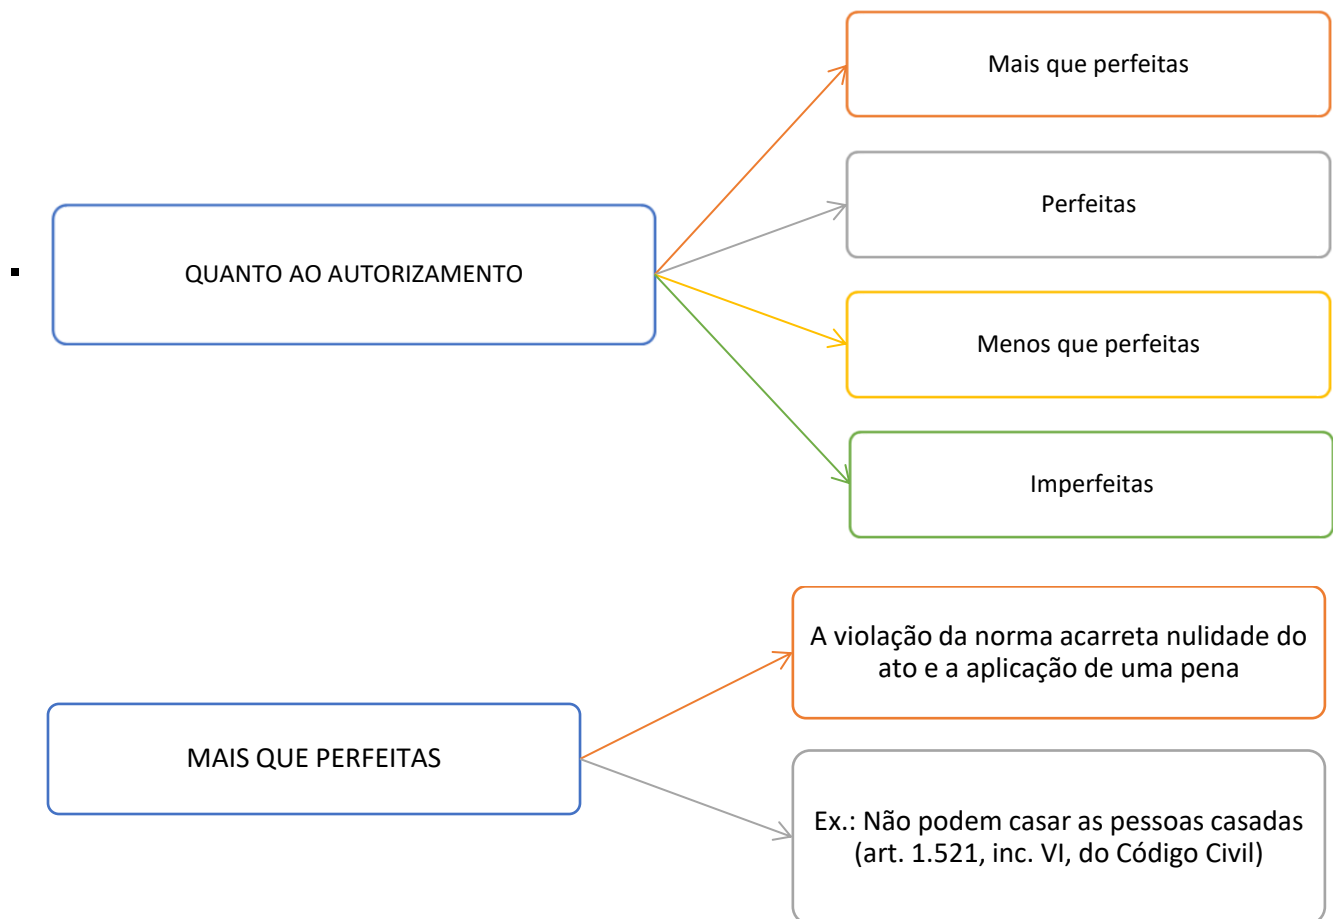 Mais que perfeitas
Perfeitas
QUANTO AO AUTORIZAMENTO
Menos que perfeitas
Imperfeitas
A violação da norma acarreta nulidade do
ato e a aplicação de uma pena
MAIS QUE PERFEITAS
Ex.: Não podem casar as pessoas casadas
(art. 1.521, inc. VI, do Código Civil)